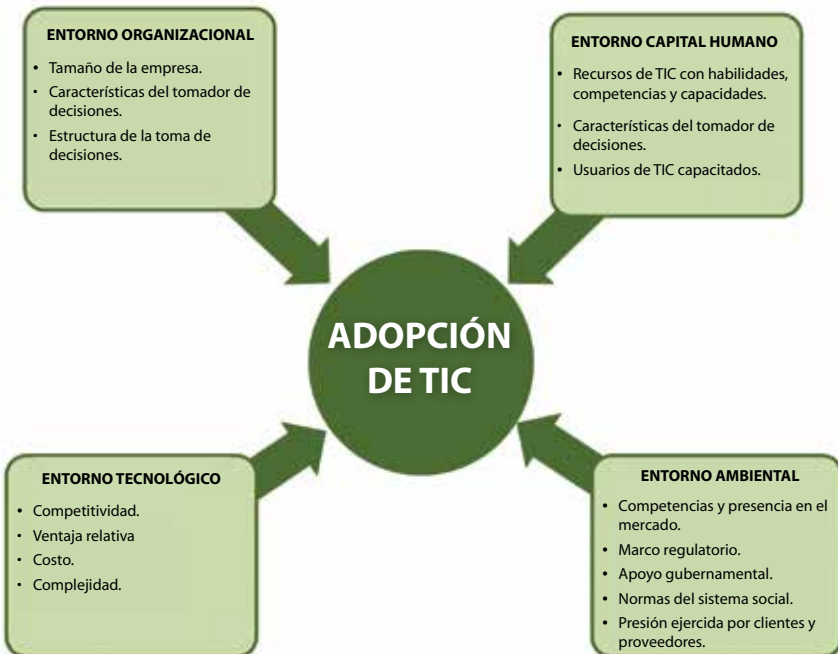 ENTORNO ORGANIZACIONAL
• Tamaño de la empresa.
• Características del tomador de
decisiones.
• Estructura de la toma de
decisiones.
ENTORNO CAPITAL HUMANO
• Recursos de TIC con habilidades,
competencias y capacidades.
• Características del tomador de
decisiones.
• Usuarios de TIC capacitados.
ADOPCIÓN
DE TIC
ENTORNO TECNOLÓGICO
• Competitividad.
• Ventaja relativa
• Costo.
• Complejidad.
ENTORNO AMBIENTAL
• Competencias y presencia en el
mercado.
• Marco regulatorio.
• Apoyo gubernamental.
• Normas del sistema social.
• Presión ejercida por clientes y
proveedores.